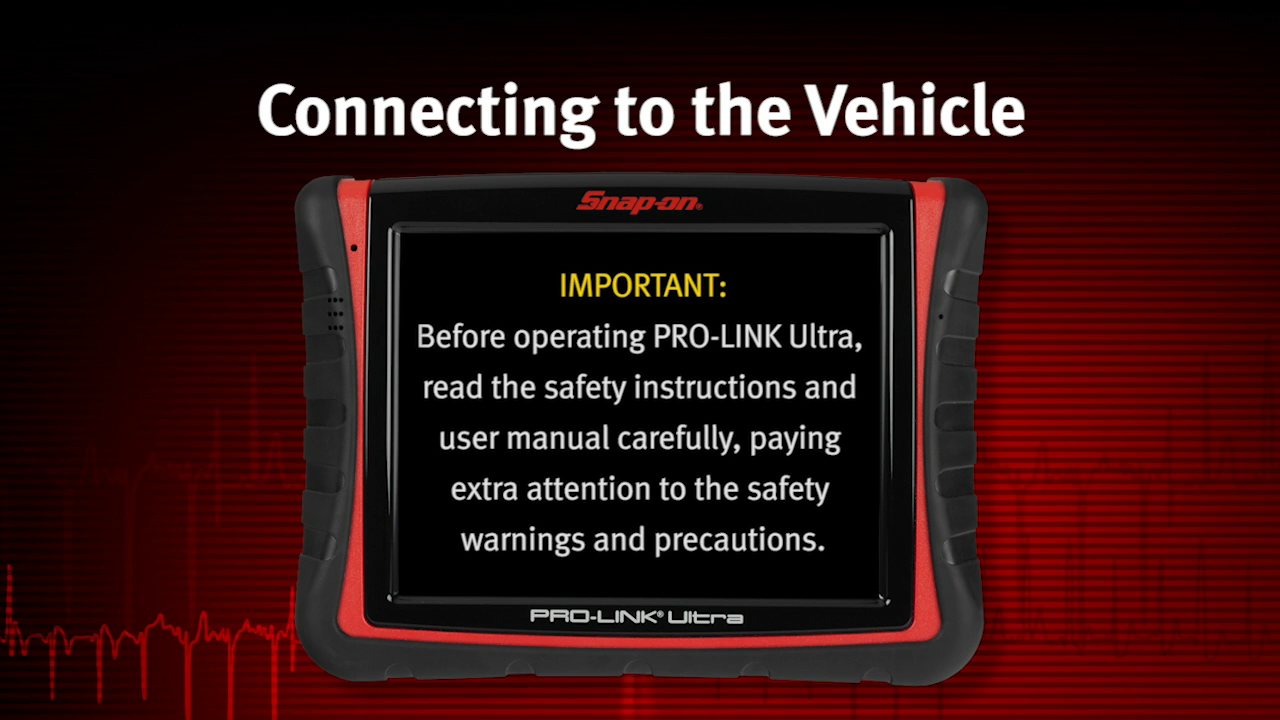 Connecting to the Vehicle
Snap-on®
IMPORTANT:
Before operating PRO-LINK Ultra,
read the safety instructions and
user manual carefully, paying
extra attention to the safety
warnings and precautions.
PRO-LINK® Ultra